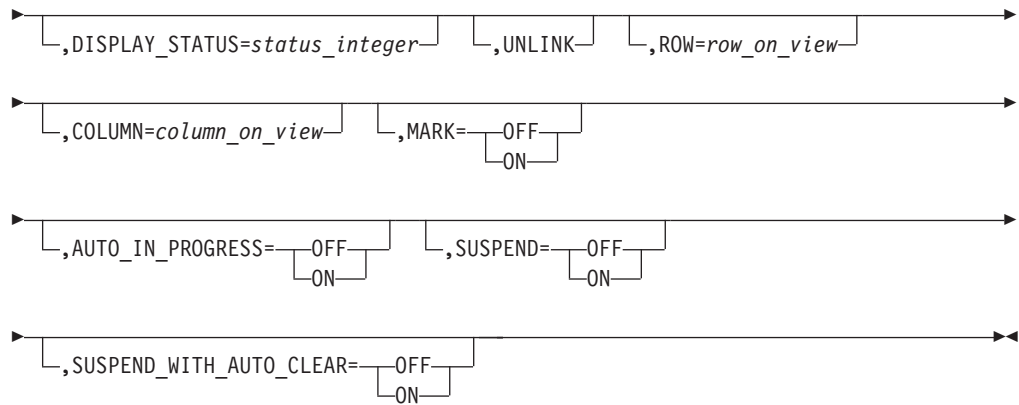 ,DISPLAY_STATUS=status_integer ,UNLINK ,ROW=row_on_view
,COLUMN=column_on_view ,MARK= OFF
ON
,AUTO_IN_PROGRESS= OFF ,SUSPEND= OFF
ON ON
,SUSPEND_WITH_AUTO_CLEAR= OFF
ON